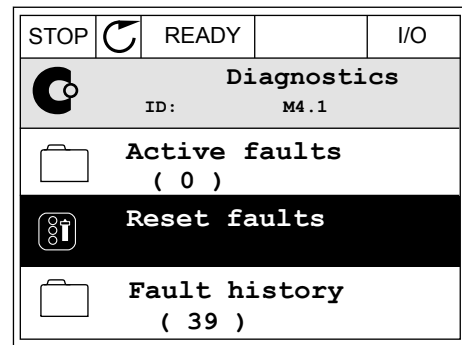 STOP READY I/O
Diagnostics
ID: M4.1
Active faults
( 0 )
Reset faults
Fault history
( 39 )